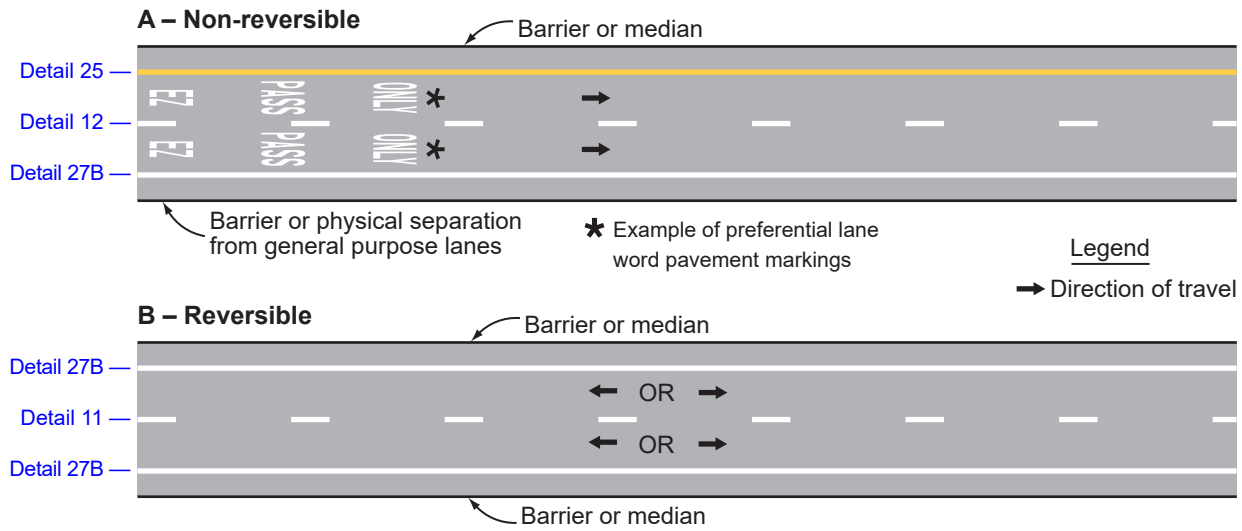 A – Non-reversible
Barrier or median
Detail 25
EZ PASS ONLY *
Detail 12
EZ PASS ONLY *
Detail 27B
Barrier or physical separation
from general purpose lanes
* Example of preferential lane
word pavement markings
Legend
Direction of travel
B – Reversible
Barrier or median
Detail 27B
OR
Detail 11
OR
Detail 27B
Barrier or median